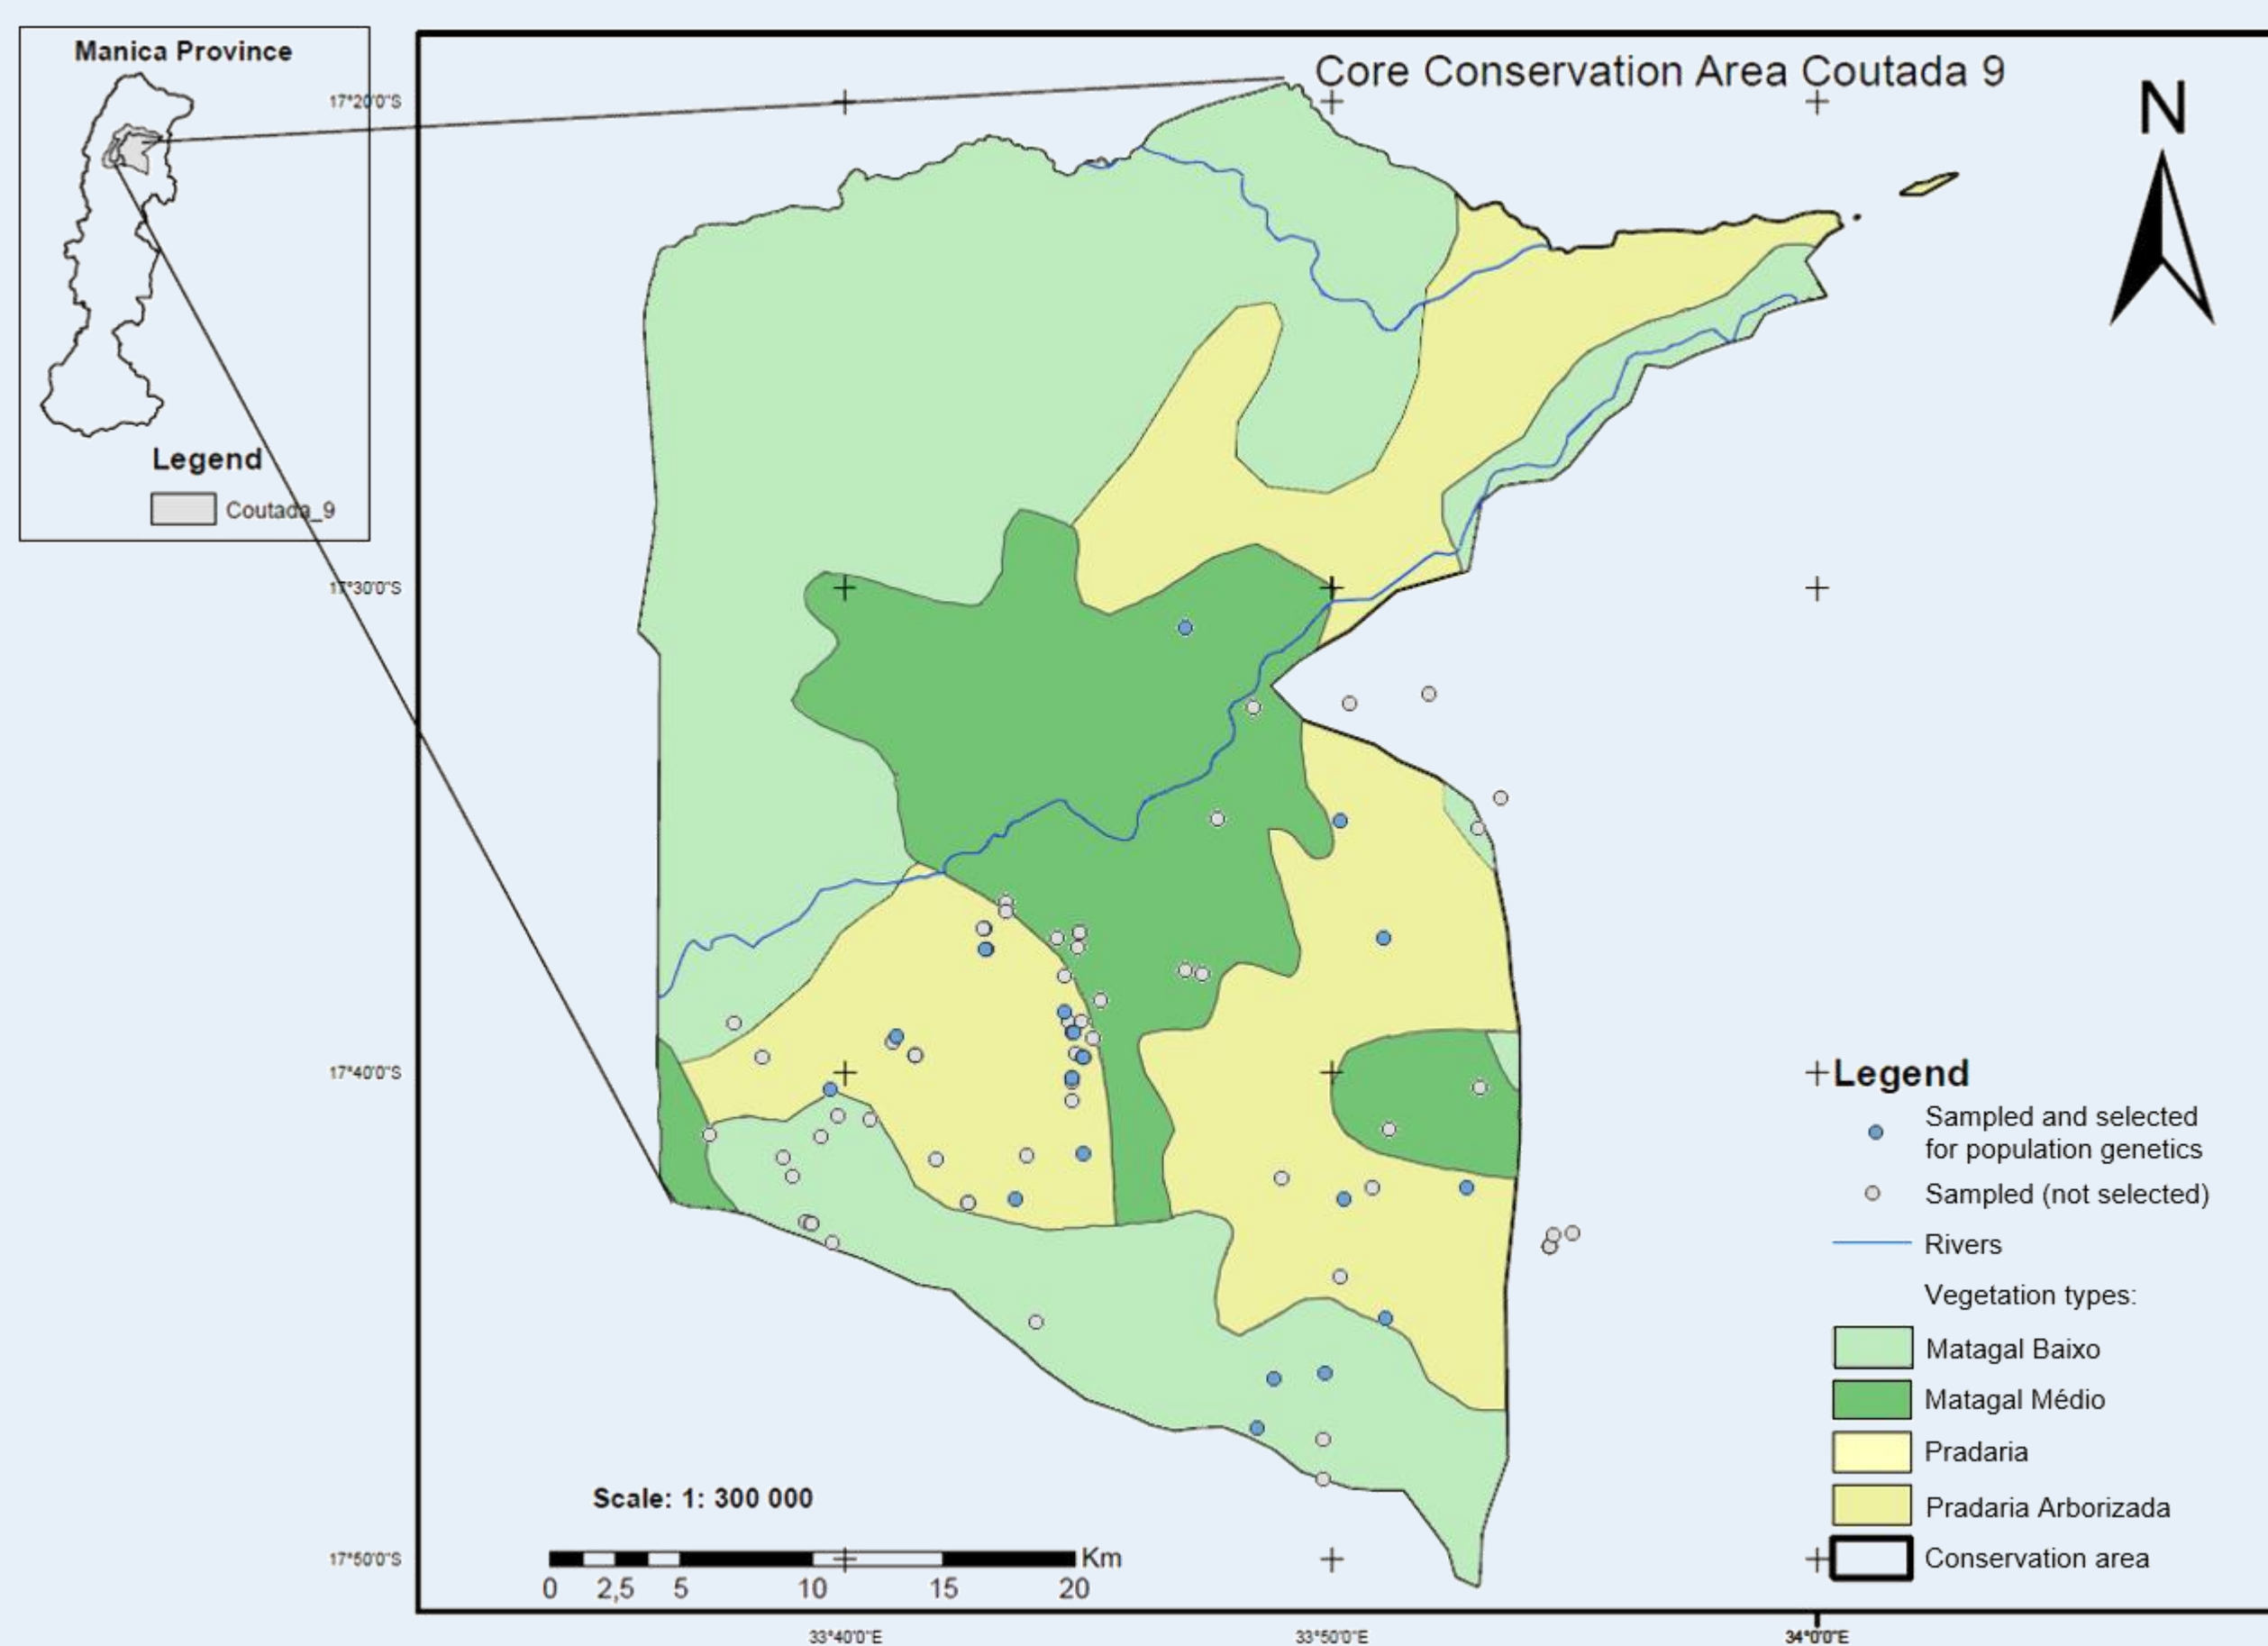 Manica Province
Legend
Coutada_9
Core Conservation Area Coutada 9
N
17°20'0"S
17°30'0"S
17°40'0"S
17°50'0"S
Legend
Sampled and selected
for population genetics
Sampled (not selected)
Rivers
Vegetation types:
Matagal Baixo
Matagal Médio
Pradaria
Pradaria Arborizada
Conservation area
Scale: 1: 300 000
Km
0 2,5 5 10 15 20
33°40'0"E 33°50'0"E 34°0'0"E